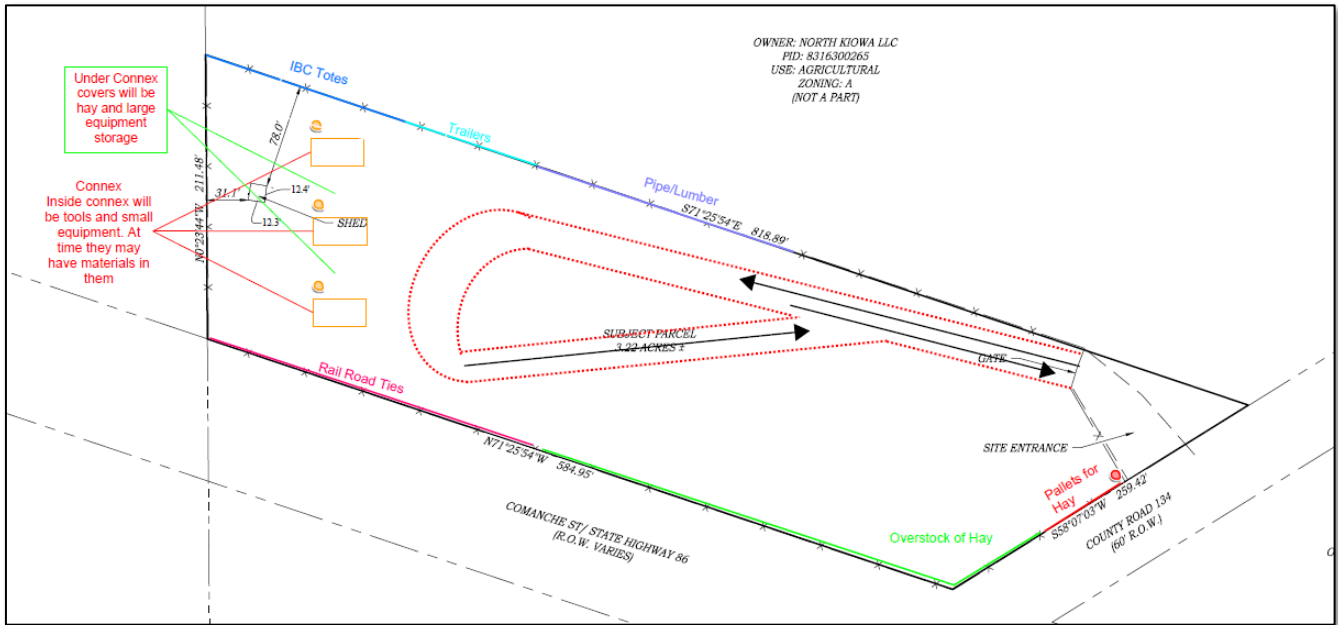 OWNER: NORTH KIOWA LLC
PID: 8316300265
USE: AGRICULTURAL
ZONING: A
(NOT A PART)
IBC Totes
Under Connex
covers will be
hay and large
equipment
storage
Trailers
78.0'
Pipe/Lumber
S71°25'54"E 818.89'
211.48'
N0°23'44"W
31.1'
12.4'
12.3'
SHED
Connex
Inside connex will
be tools and small
equipment. At
time they may
have materials in
them
SUBJECT PARCEL
3.22 ACRES ±
GATE
Rail Road Ties
SITE ENTRANCE
N71°25'54"W 584.95'
Pallets for
Hay
S58°07'03"W 259.42'
COUNTY ROAD 134
(60' R.O.W.)
COMANCHE ST/ STATE HIGHWAY 86
(R.O.W. VARIES)
Overstock of Hay